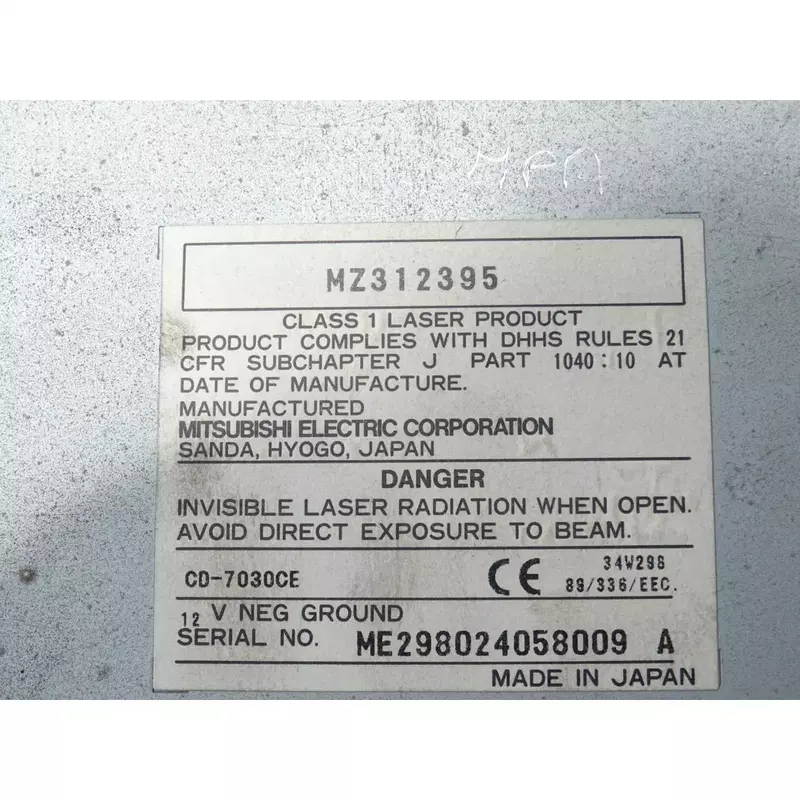 MPA
MZ312395
CLASS 1 LASER PRODUCT
PRODUCT COMPLIES WITH DHHS RULES 21
CFR SUBCHAPTER J PART 1040:10 AT
DATE OF MANUFACTURE.
MANUFACTURED
MITSUBISHI ELECTRIC CORPORATION
SANDA, HYOGO, JAPAN
DANGER
INVISIBLE LASER RADIATION WHEN OPEN.
AVOID DIRECT EXPOSURE TO BEAM.
CD-7030CE CE 34W298
89/336/EEC.
12 V NEG GROUND
SERIAL NO. ME298024058009 A
MADE IN JAPAN